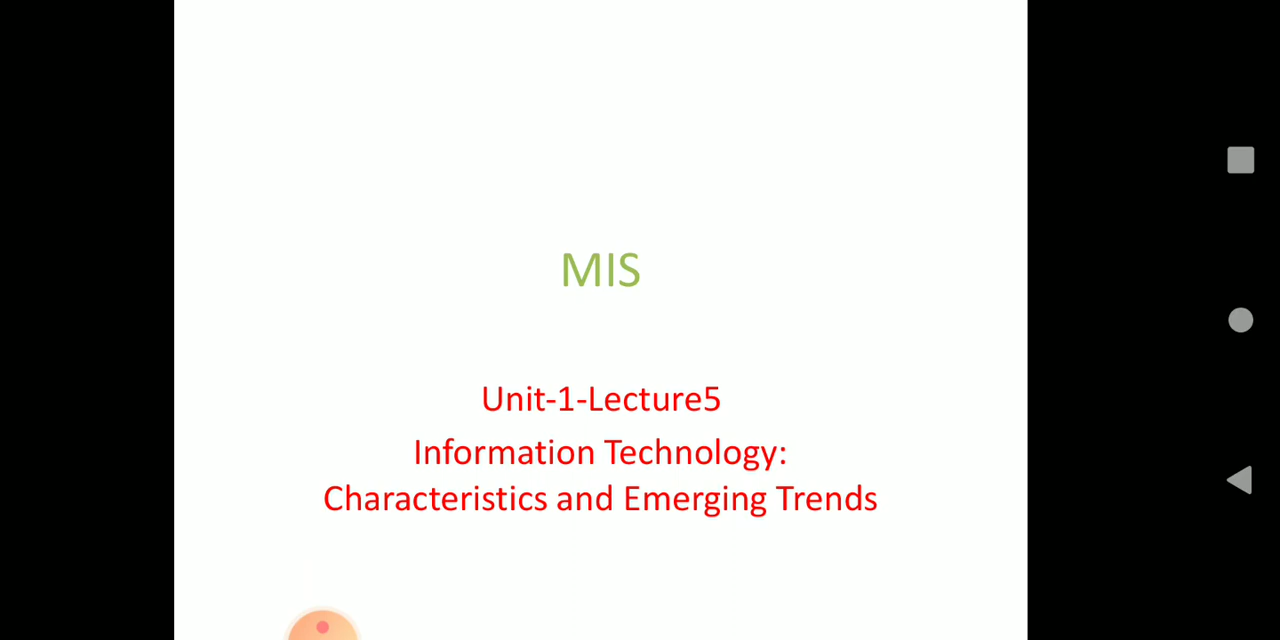 MIS
Unit-1-Lecture5
Information Technology:
Characteristics and Emerging Trends